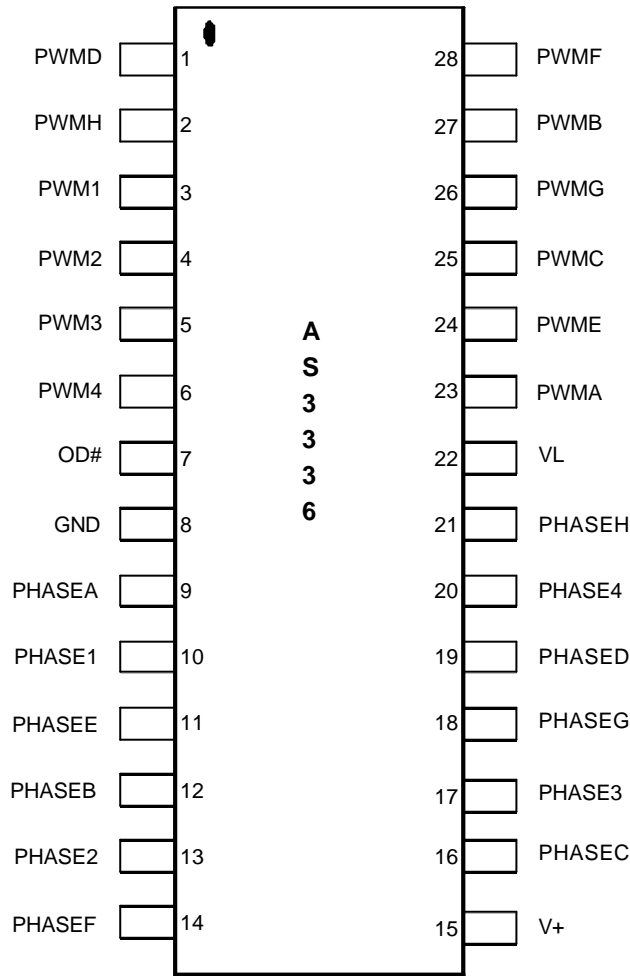 PWMD 1 28 PWMF
PWMH 2 27 PWMB
PWM1 3 26 PWMG
PWM2 4 25 PWMC
PWM3 5 24 PWME
PWM4 6 23 PWMA
OD# 7 22 VL
GND 8 21 PHASEH
PHASEA 9 20 PHASE4
PHASE1 10 19 PHASED
PHASEE 11 18 PHASEG
PHASEB 12 17 PHASE3
PHASE2 13 16 PHASEC
PHASEF 14 15 V+
A
S
3
3
3
6